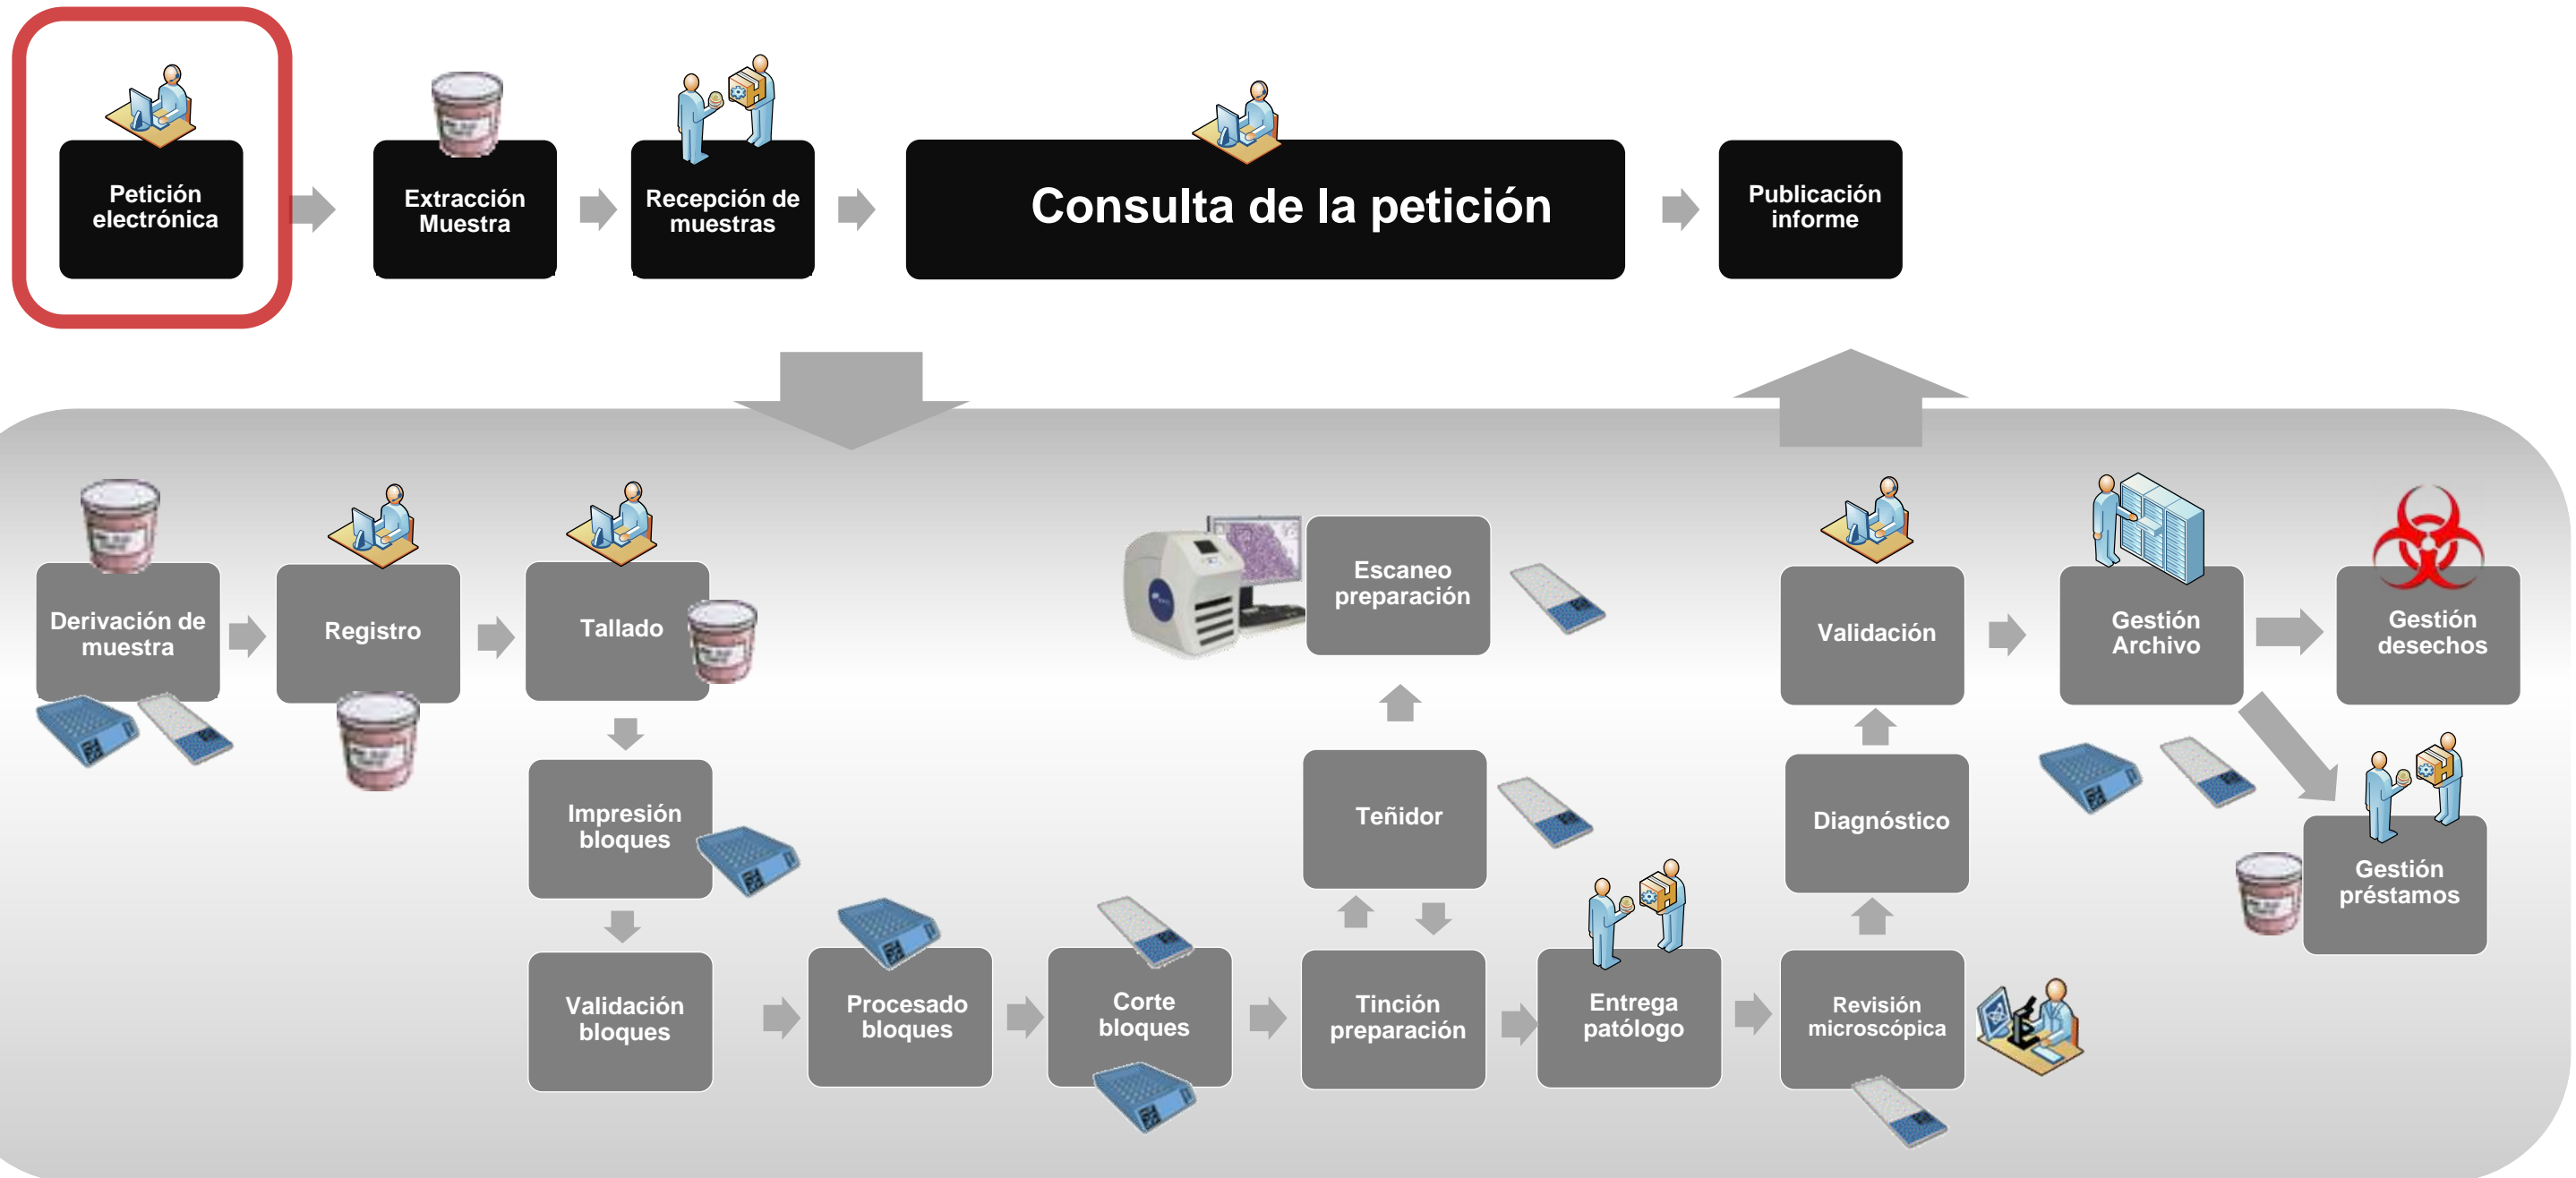 Petición
electrónica
Extracción
Muestra
Recepción de
muestras
Consulta de la petición
Publicación
informe
Derivación de
muestra
Registro
Tallado
Escaneo
preparación
Validación
Gestión
Archivo
Gestión
desechos
Impresión
bloques
Teñidor
Diagnóstico
Gestión
préstamos
Validación
bloques
Procesado
bloques
Corte
bloques
Tinción
preparación
Entrega
patólogo
Revisión
microscópica